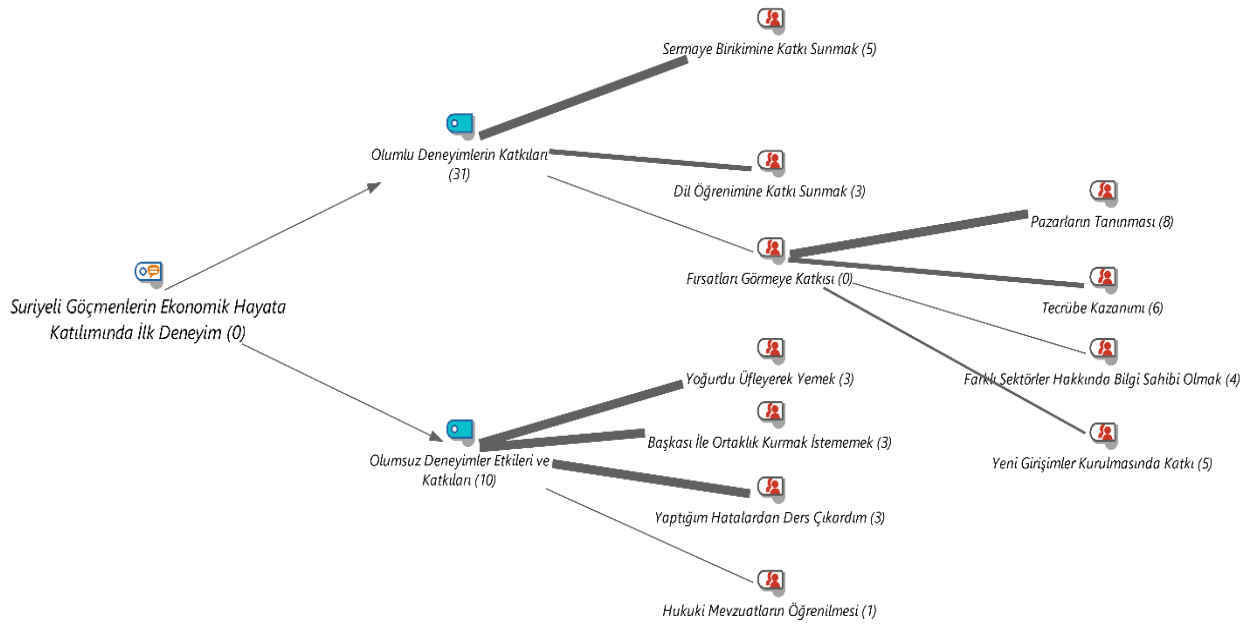 Sermaye Birikimine Katkı Sunmak (5)
Olumlu Deneyimlerin Katkıları
(31)
Dil Öğrenimine Katkı Sunmak (3)
Pazarların Tanınması (8)
Fırsatları Görmeye Katkısı (0)
Tecrübe Kazanımı (6)
Suriyeli Göçmenlerin Ekonomik Hayata
Katılımında İlk Deneyim (0)
Farklı Sektörler Hakkında Bilgi Sahibi Olmak (4)
Yeni Girişimler Kurulmasında Katkı (5)
Yoğurdu Üfleyerek Yemek (3)
Başkası İle Ortaklık Kurmak İstememek (3)
Olumsuz Deneyimler Etkileri ve
Katkıları (10)
Yaptığım Hatalardan Ders Çıkardım (3)
Hukuki Mevzuatların Öğrenilmesi (1)